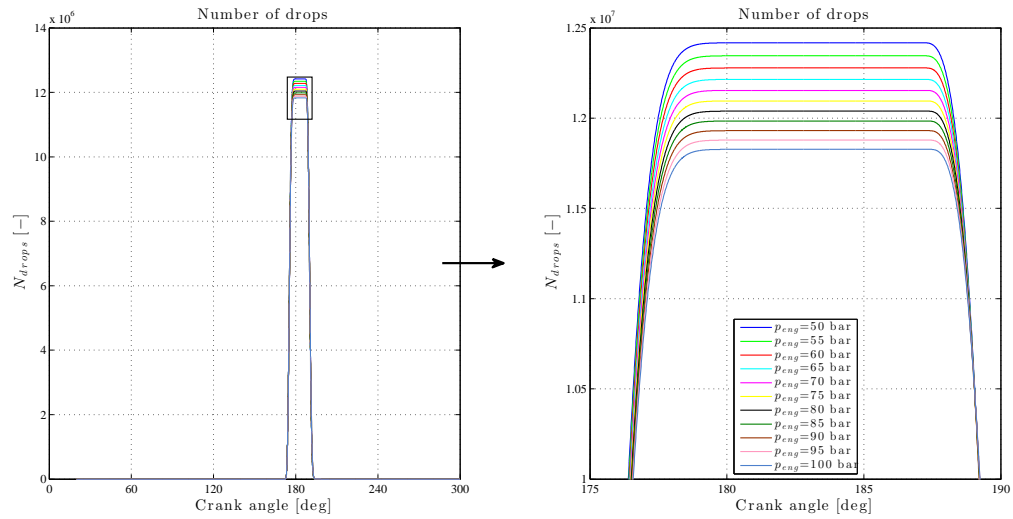 Number of drops
x 10⁶
14
12
10
8
6
4
2
0
0 60 120 180 240 300
N_drops [−]
Crank angle [deg]
Number of drops
x 10⁷
1.25
1.2
1.15
1.1
1.05
1
175 180 185 190
N_drops [−]
Crank angle [deg]
p_eng=50 bar
p_eng=55 bar
p_eng=60 bar
p_eng=65 bar
p_eng=70 bar
p_eng=75 bar
p_eng=80 bar
p_eng=85 bar
p_eng=90 bar
p_eng=95 bar
p_eng=100 bar